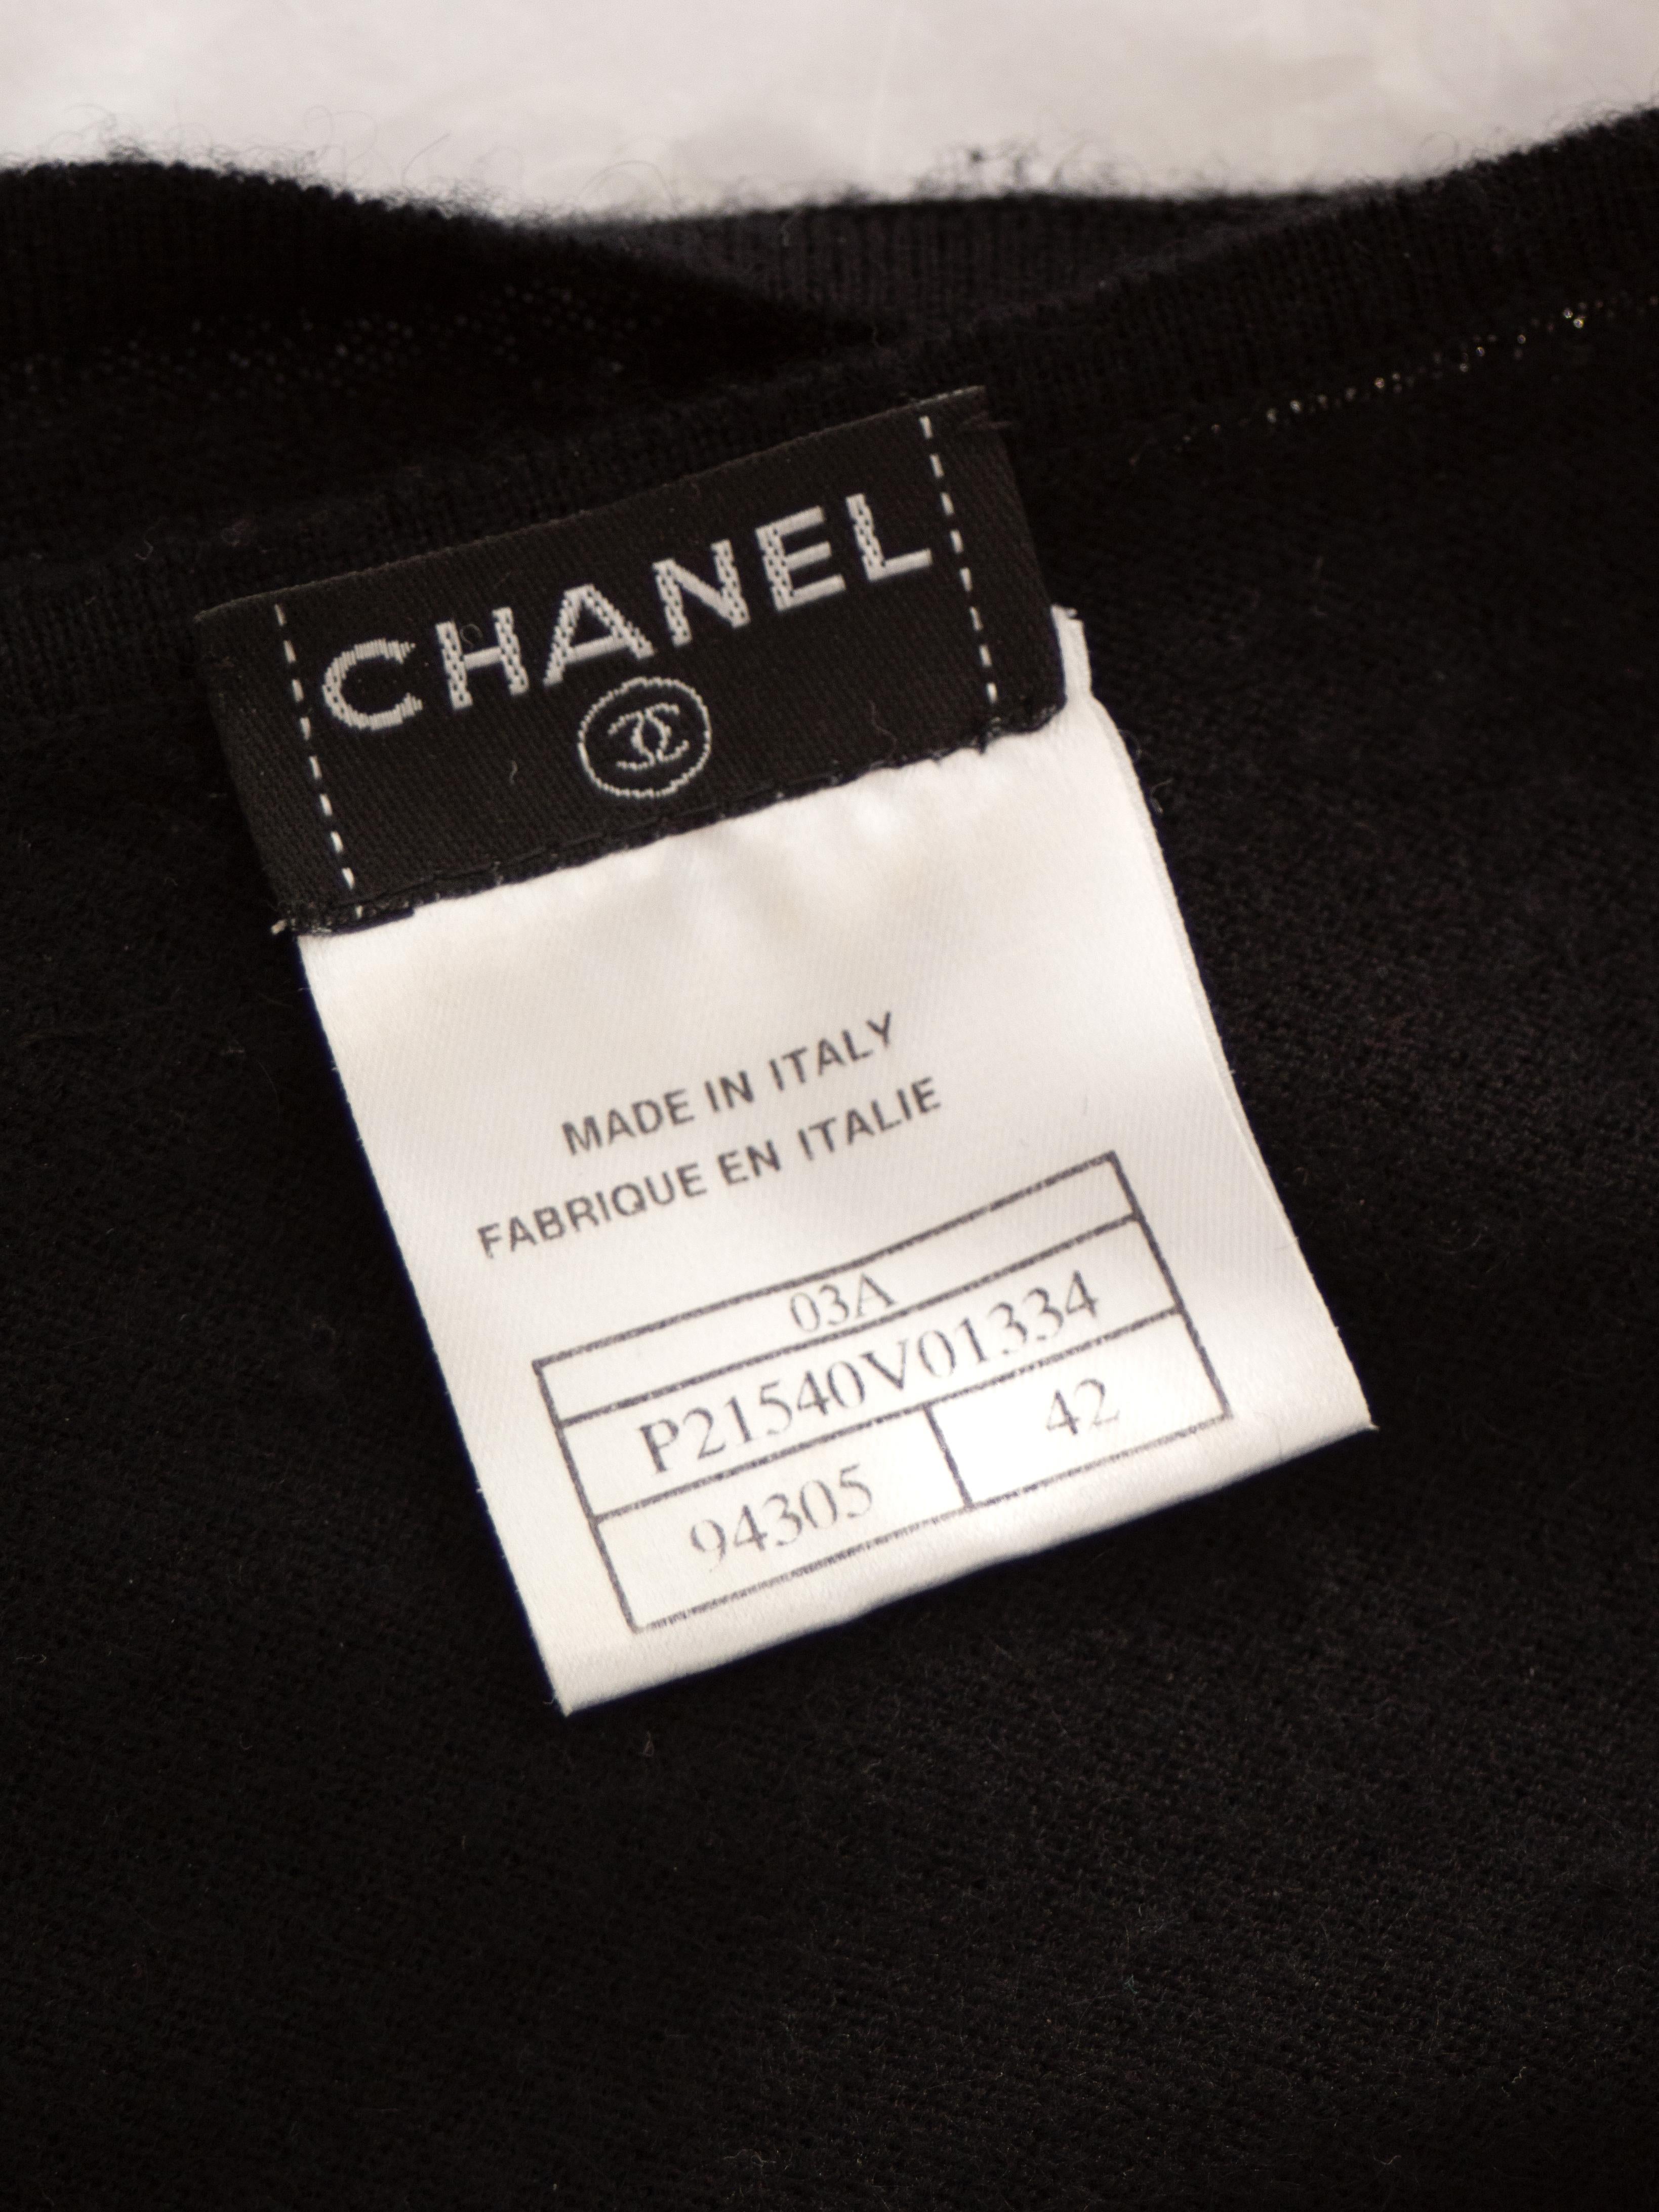 CHANEL
MADE IN ITALY
FABRIQUE EN ITALIE
03A
P21540V01334
94305 42